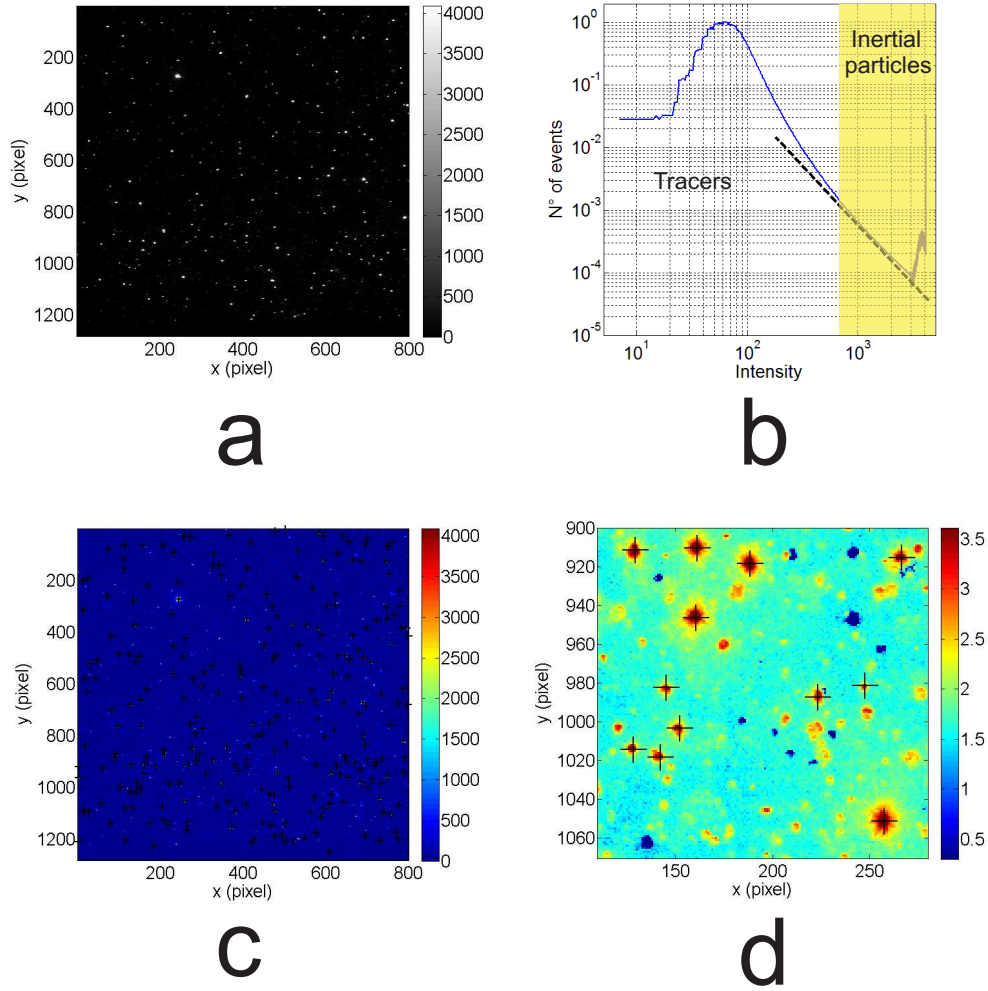 200
400
600
800
1000
1200
y (pixel)
200 400 600 800
x (pixel)
4000
3500
3000
2500
2000
1500
1000
500
0
a
10^0
10^-1
10^-2
10^-3
10^-4
10^-5
N° of events
Inertial
particles
Tracers
10^1 10^2 10^3
Intensity
b
200
400
600
800
1000
1200
y (pixel)
200 400 600 800
x (pixel)
4000
3500
3000
2500
2000
1500
1000
500
0
c
900
920
940
960
980
1000
1020
1040
1060
y (pixel)
150 200 250
x (pixel)
3.5
3
2.5
2
1.5
1
0.5
d